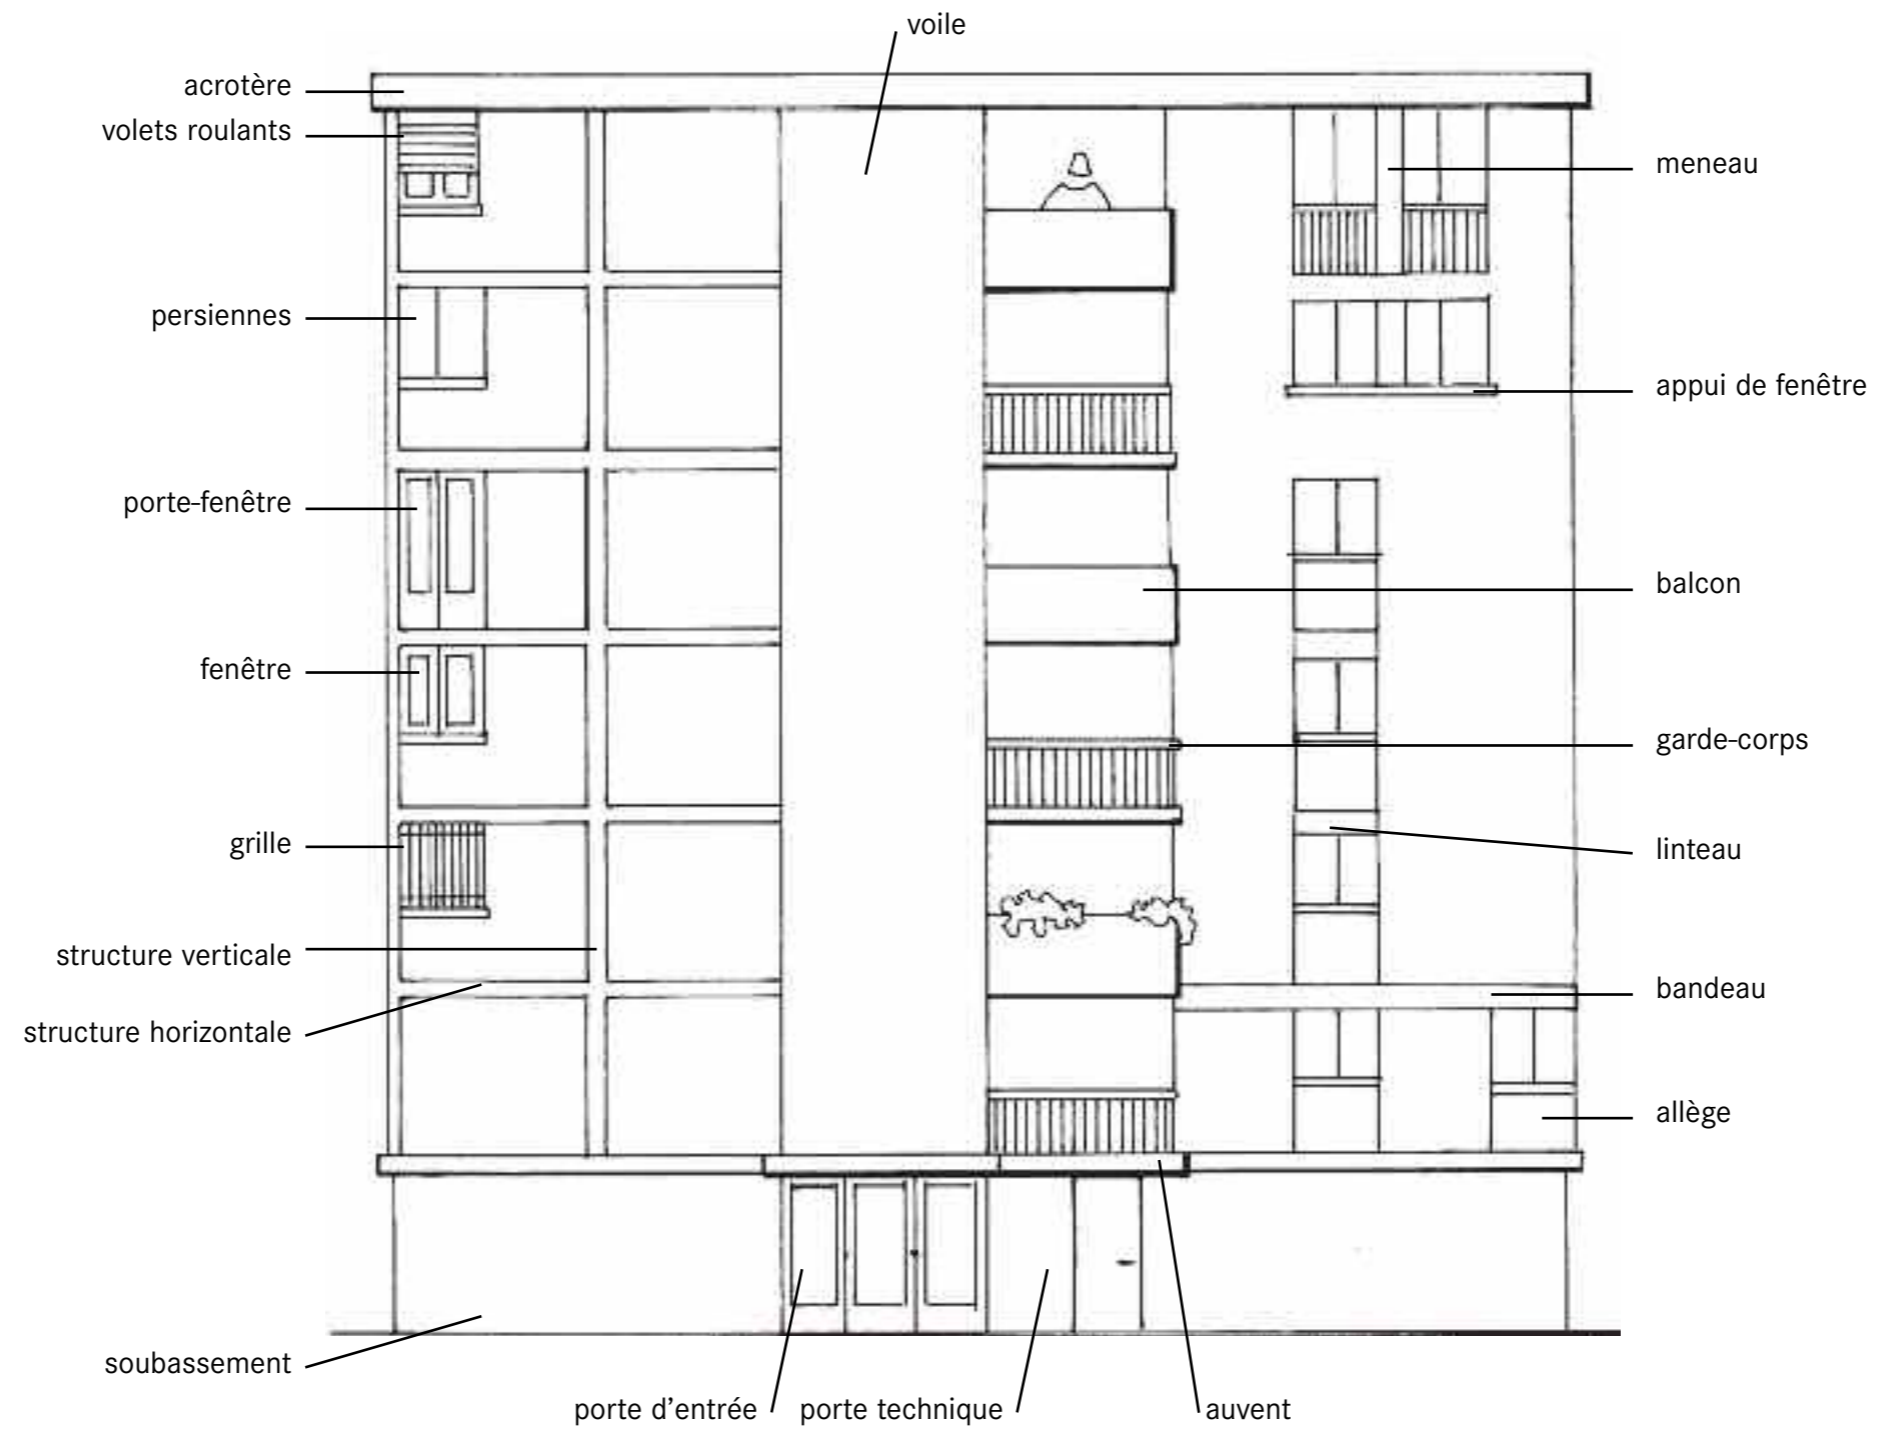 voile
acrotère
volets roulants
meneau
persiennes
appui de fenêtre
porte-fenêtre
balcon
fenêtre
garde-corps
grille
linteau
structure verticale
bandeau
structure horizontale
allège
soubassement
porte d'entrée
porte technique
auvent